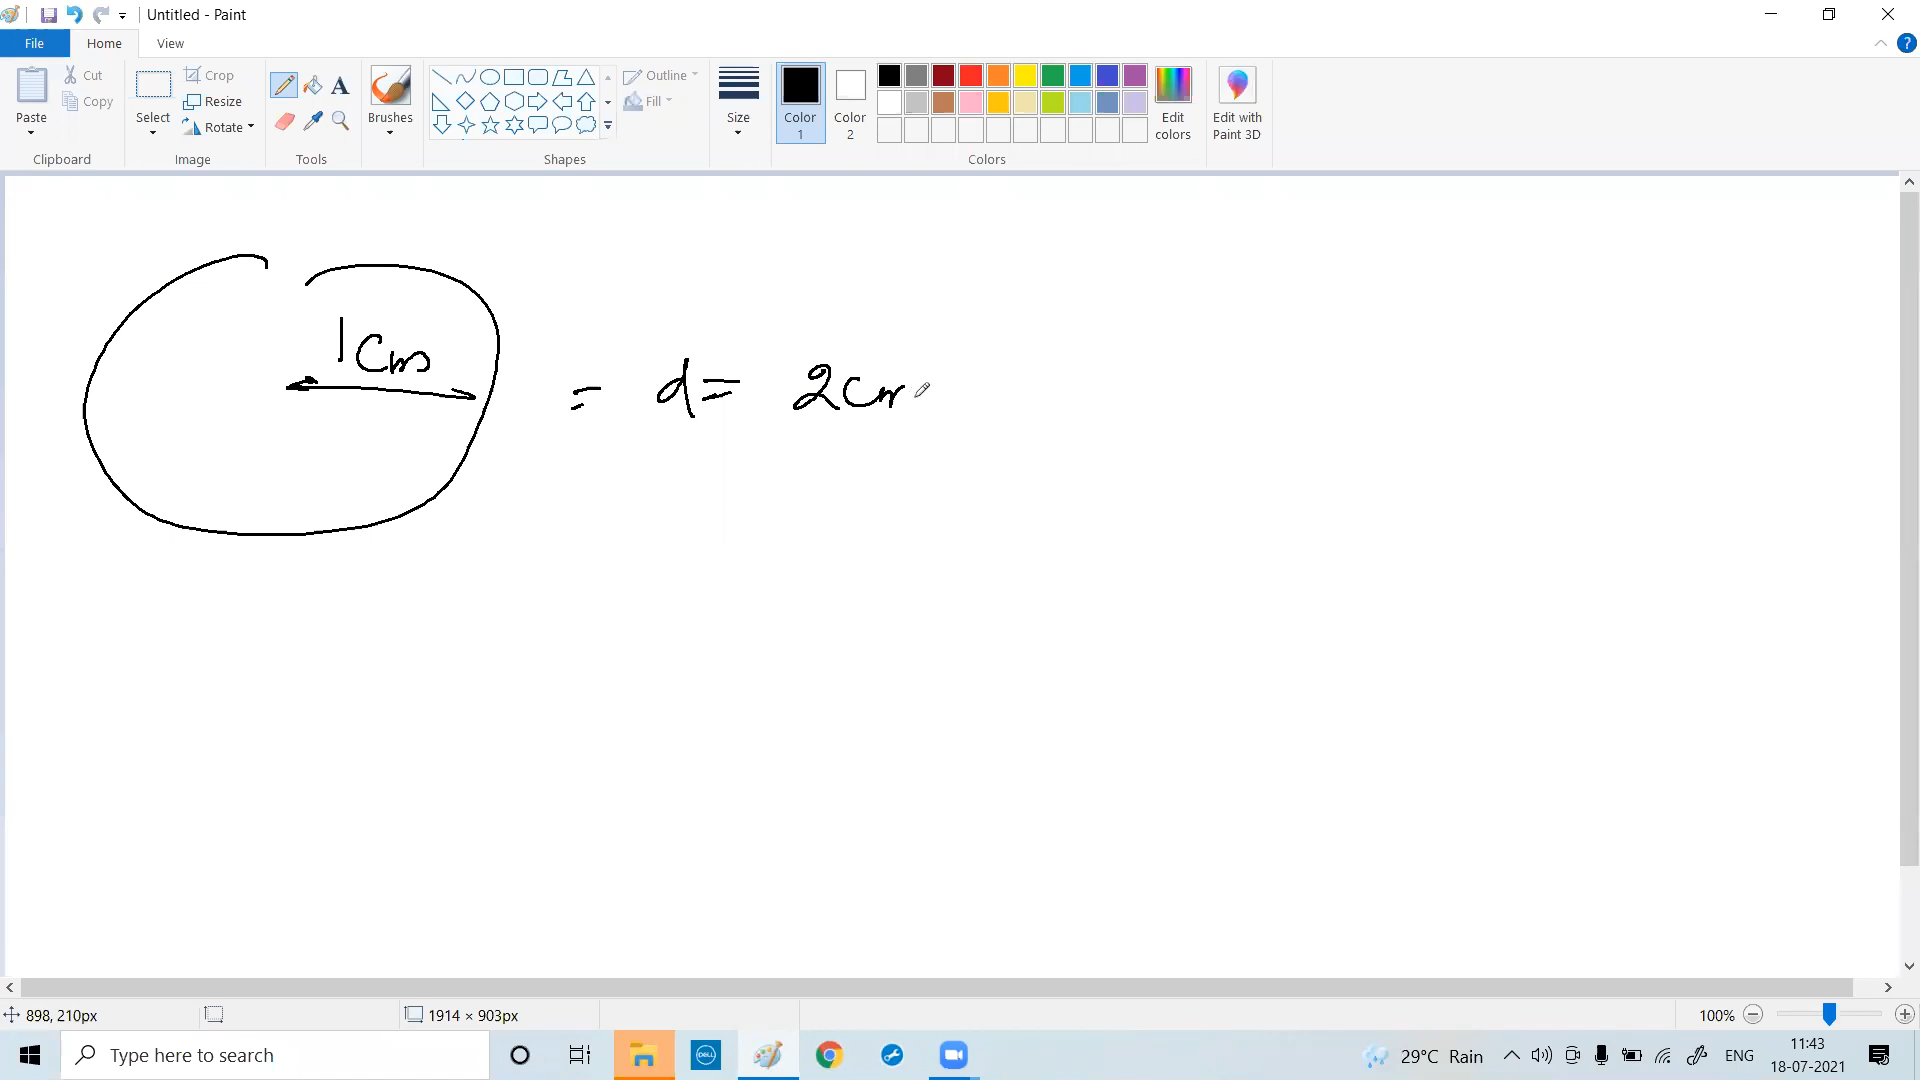 Untitled - Paint
File Home View
Paste
Cut
Copy
Clipboard
Select
Crop
Resize
Rotate
Image
Tools
Brushes
Shapes
Outline
Fill
Size
Color 1
Color 2
Edit colors
Edit with Paint 3D
Colors
1cm
= d = 2cm
898, 210px
1914 × 903px
100%
Type here to search
DELL
29°C Rain
ENG
11:43
18-07-2021